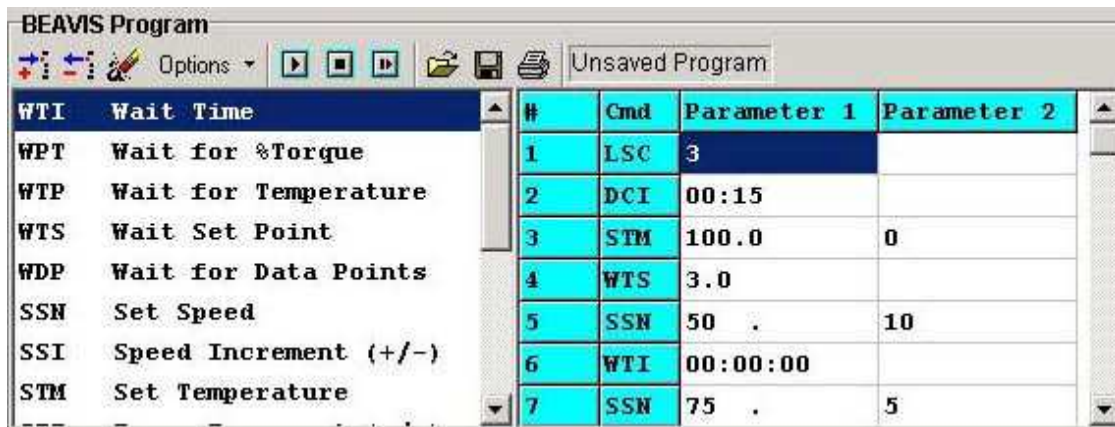 BEAVIS Program
Options Unsaved Program
WTI Wait Time
WPT Wait for %Torque
WTP Wait for Temperature
WTS Wait Set Point
WDP Wait for Data Points
SSN Set Speed
SSI Speed Increment (+/-)
STM Set Temperature
# Cmd Parameter 1 Parameter 2
1 LSC 3
2 DCI 00:15
3 STM 100.0 0
4 WTS 3.0
5 SSN 50 . 10
6 WTI 00:00:00
7 SSN 75 . 5